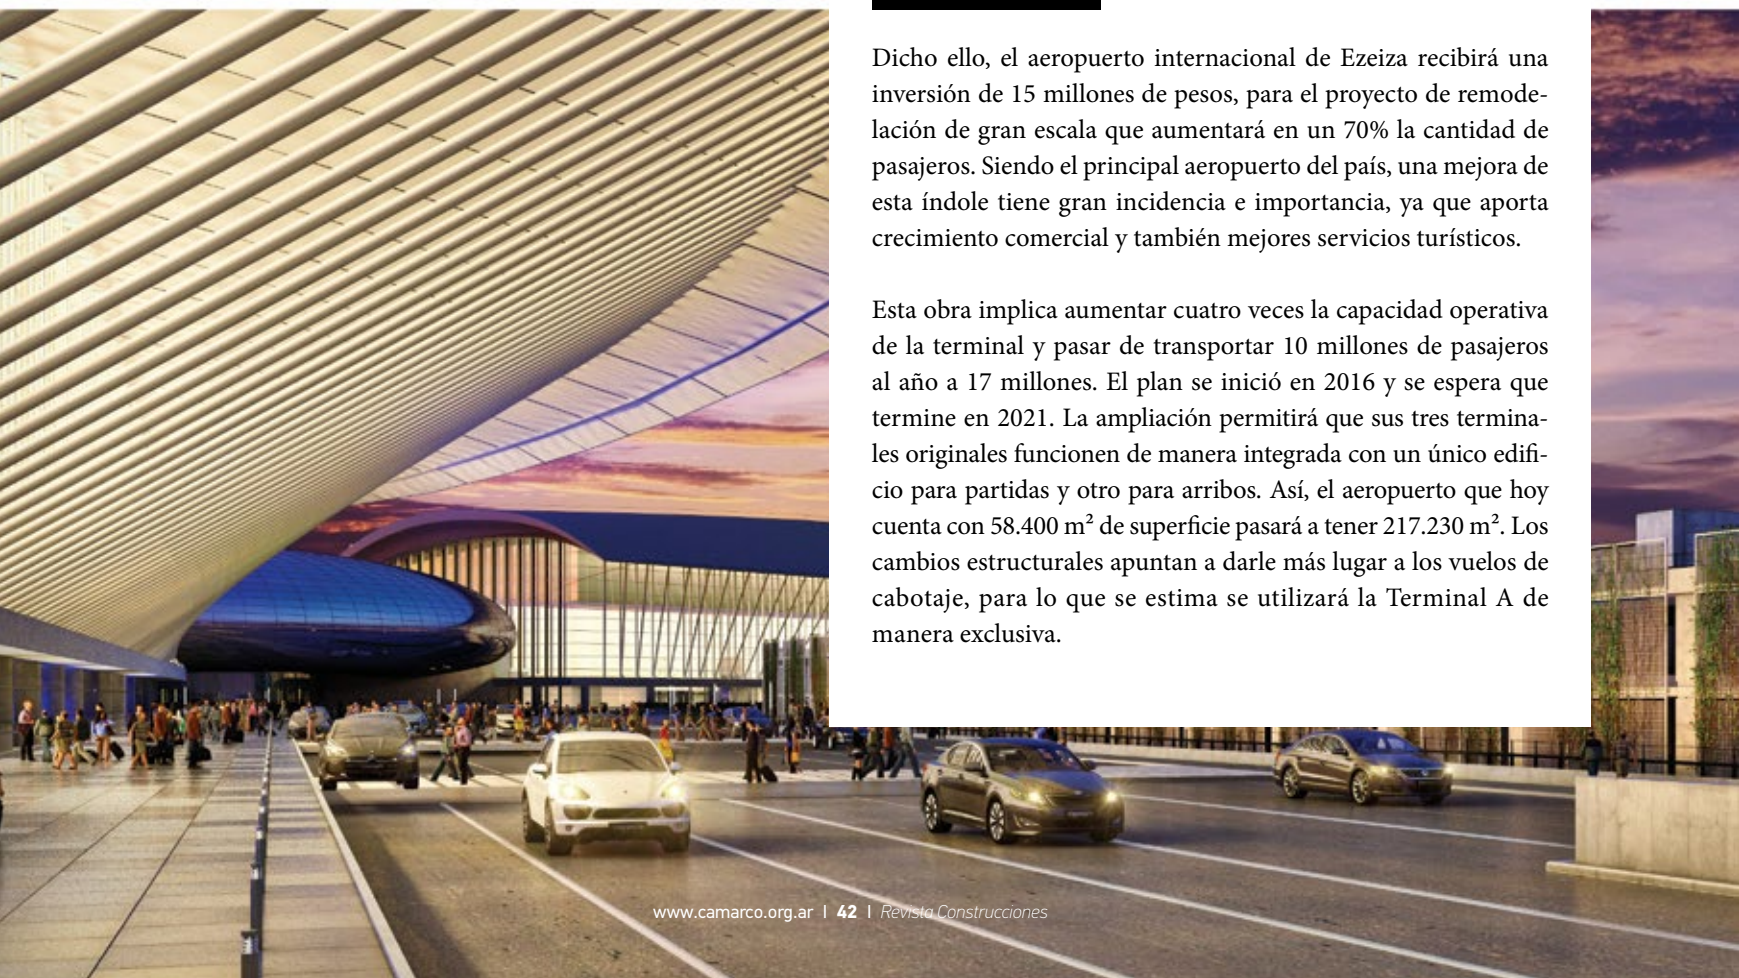 Dicho ello, el aeropuerto internacional de Ezeiza recibirá una
inversión de 15 millones de pesos, para el proyecto de remode-
lación de gran escala que aumentará en un 70% la cantidad de
pasajeros. Siendo el principal aeropuerto del país, una mejora de
esta índole tiene gran incidencia e importancia, ya que aporta
crecimiento comercial y también mejores servicios turísticos.
Esta obra implica aumentar cuatro veces la capacidad operativa
de la terminal y pasar de transportar 10 millones de pasajeros
al año a 17 millones. El plan se inició en 2016 y se espera que
termine en 2021. La ampliación permitirá que sus tres termina-
les originales funcionen de manera integrada con un único edifi-
cio para partidas y otro para arribos. Así, el aeropuerto que hoy
cuenta con 58.400 m² de superficie pasará a tener 217.230 m². Los
cambios estructurales apuntan a darle más lugar a los vuelos de
cabotaje, para lo que se estima se utilizará la Terminal A de
manera exclusiva.
www.camarco.org.ar | 42 | Revista Construcciones